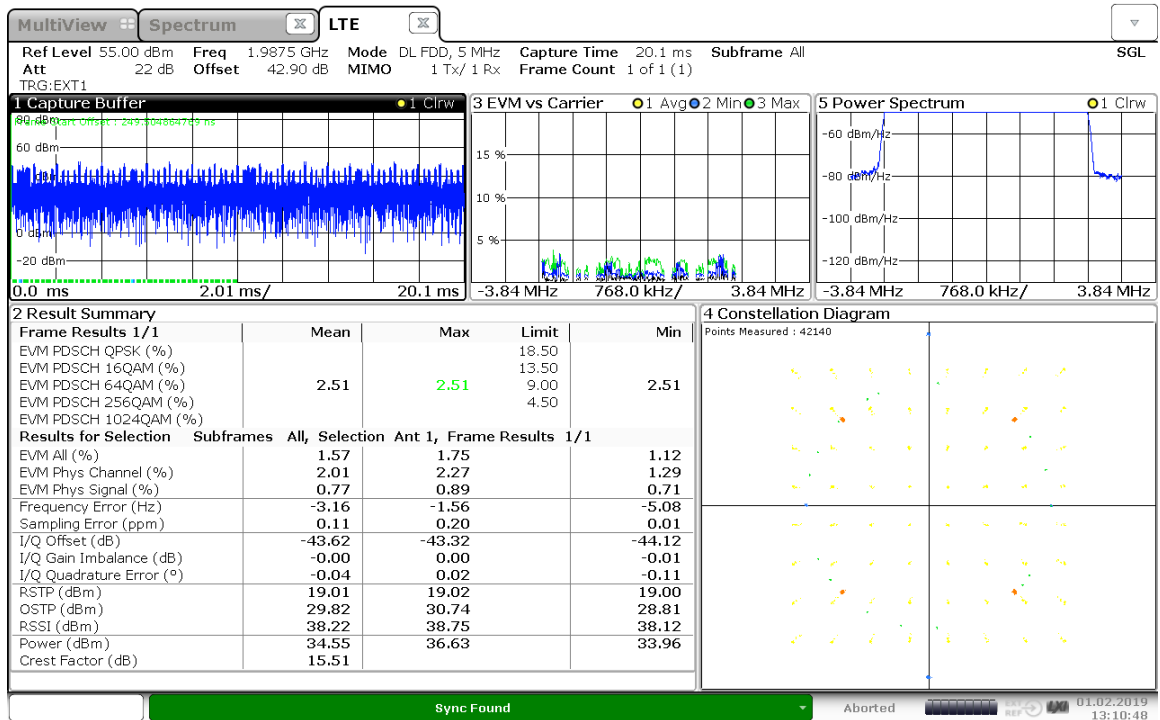 MultiView Spectrum LTE
Ref Level 55.00 dBm Freq 1.9875 GHz Mode DL FDD, 5 MHz Capture Time 20.1 ms Subframe All SGL
Att 22 dB Offset 42.90 dB MIMO 1 Tx/ 1 Rx Frame Count 1 of 1 (1)
TRG:EXT1
1 Capture Buffer 1 Clrw
80 dBm
Frame Start Offset : 249.504864769 ns
60 dBm
0 dBm
-20 dBm
0.0 ms 2.01 ms/ 20.1 ms
3 EVM vs Carrier 1 Avg 2 Min 3 Max
15 %
10 %
5 %
-3.84 MHz 768.0 kHz/ 3.84 MHz
5 Power Spectrum 1 Clrw
-60 dBm/Hz
-80 dBm/Hz
-100 dBm/Hz
-120 dBm/Hz
-3.84 MHz 768.0 kHz/ 3.84 MHz
2 Result Summary
Frame Results 1/1 Mean Max Limit Min
EVM PDSCH QPSK (%) 18.50
EVM PDSCH 16QAM (%) 13.50
EVM PDSCH 64QAM (%) 2.51 2.51 9.00 2.51
EVM PDSCH 256QAM (%) 4.50
EVM PDSCH 1024QAM (%)
Results for Selection Subframes All, Selection Ant 1, Frame Results 1/1
EVM All (%) 1.57 1.75 1.12
EVM Phys Channel (%) 2.01 2.27 1.29
EVM Phys Signal (%) 0.77 0.89 0.71
Frequency Error (Hz) -3.16 -1.56 -5.08
Sampling Error (ppm) 0.11 0.20 0.01
I/Q Offset (dB) -43.62 -43.32 -44.12
I/Q Gain Imbalance (dB) -0.00 0.00 -0.01
I/Q Quadrature Error (°) -0.04 0.02 -0.11
RSTP (dBm) 19.01 19.02 19.00
OSTP (dBm) 29.82 30.74 28.81
RSSI (dBm) 38.22 38.75 38.12
Power (dBm) 34.55 36.63 33.96
Crest Factor (dB) 15.51
4 Constellation Diagram
Points Measured : 42140
Sync Found Aborted 01.02.2019
13:10:48